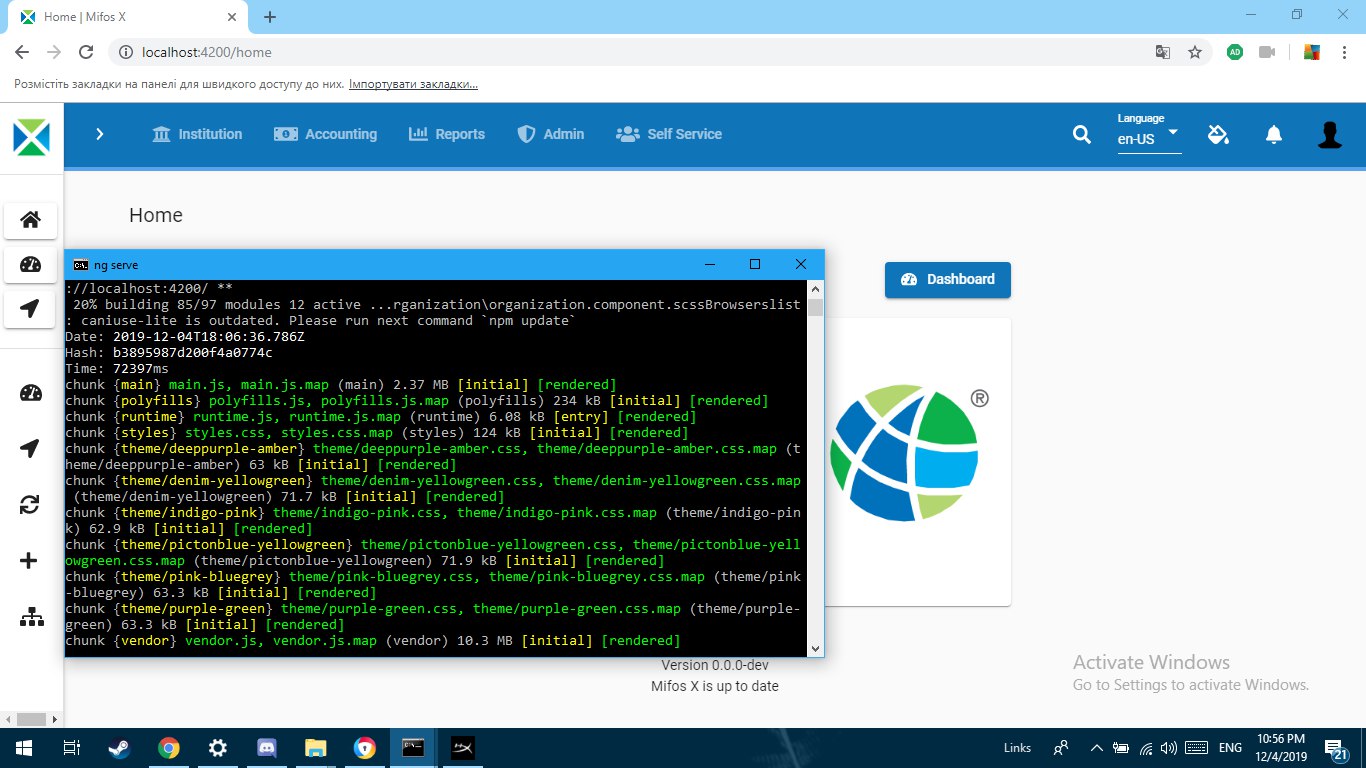 Home | Mifos X
localhost:4200/home
AD
Розмістіть закладки на панелі для швидкого доступу до них. Імпортувати закладки...
Institution
Accounting
Reports
Admin
Self Service
Language
en-US
Home
ng serve
Dashboard
://localhost:4200/ **
20% building 85/97 modules 12 active ...rganization\organization.component.scssBrowserslist
: caniuse-lite is outdated. Please run next command `npm update`
Date: 2019-12-04T18:06:36.786Z
Hash: b3895987d200f4a0774c
Time: 72397ms
chunk {main} main.js, main.js.map (main) 2.37 MB [initial] [rendered]
chunk {polyfills} polyfills.js, polyfills.js.map (polyfills) 234 kB [initial] [rendered]
chunk {runtime} runtime.js, runtime.js.map (runtime) 6.08 kB [entry] [rendered]
chunk {styles} styles.css, styles.css.map (styles) 124 kB [initial] [rendered]
chunk {theme/deeppurple-amber} theme/deeppurple-amber.css, theme/deeppurple-amber.css.map (t
heme/deeppurple-amber) 63 kB [initial] [rendered]
chunk {theme/denim-yellowgreen} theme/denim-yellowgreen.css, theme/denim-yellowgreen.css.map
(theme/denim-yellowgreen) 71.7 kB [initial] [rendered]
chunk {theme/indigo-pink} theme/indigo-pink.css, theme/indigo-pink.css.map (theme/indigo-pin
k) 62.9 kB [initial] [rendered]
chunk {theme/pictonblue-yellowgreen} theme/pictonblue-yellowgreen.css, theme/pictonblue-yell
owgreen.css.map (theme/pictonblue-yellowgreen) 71.9 kB [initial] [rendered]
chunk {theme/pink-bluegrey} theme/pink-bluegrey.css, theme/pink-bluegrey.css.map (theme/pink
-bluegrey) 63.3 kB [initial] [rendered]
chunk {theme/purple-green} theme/purple-green.css, theme/purple-green.css.map (theme/purple-
green) 63.3 kB [initial] [rendered]
chunk {vendor} vendor.js, vendor.js.map (vendor) 10.3 MB [initial] [rendered]
®
Version 0.0.0-dev
Mifos X is up to date
Activate Windows
Go to Settings to activate Windows.
Links
ENG
10:56 PM
12/4/2019
21